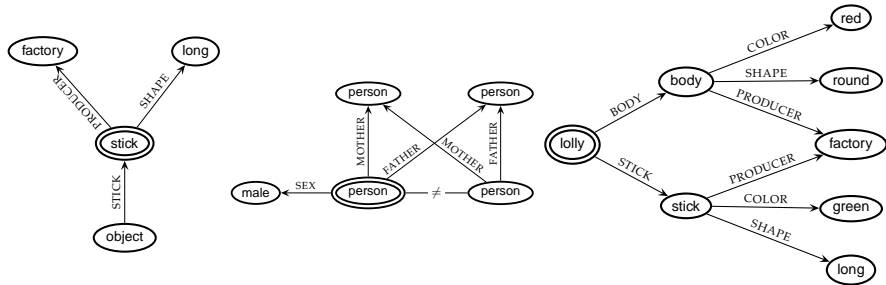 factory
long
PRODUCER
SHAPE
stick
STICK
object
person
person
MOTHER
FATHER
MOTHER
FATHER
male
SEX
person
≠
person
red
COLOR
body
SHAPE
round
BODY
PRODUCER
lolly
factory
STICK
PRODUCER
stick
COLOR
green
SHAPE
long